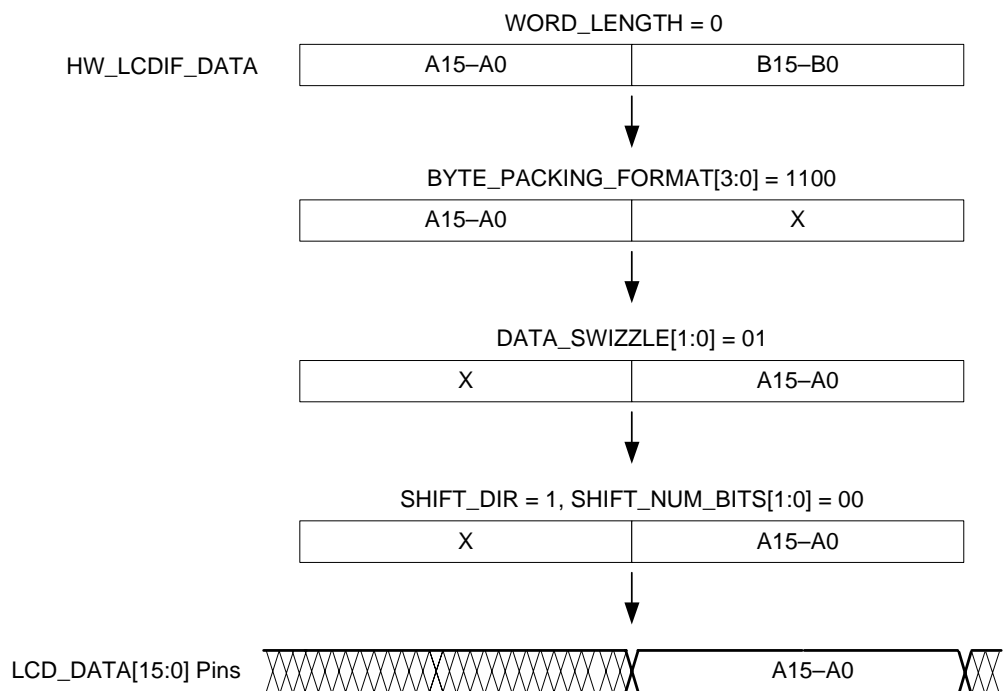 WORD_LENGTH = 0
HW_LCDIF_DATA A15–A0 B15–B0
BYTE_PACKING_FORMAT[3:0] = 1100
A15–A0 X
DATA_SWIZZLE[1:0] = 01
X A15–A0
SHIFT_DIR = 1, SHIFT_NUM_BITS[1:0] = 00
X A15–A0
LCD_DATA[15:0] Pins A15–A0